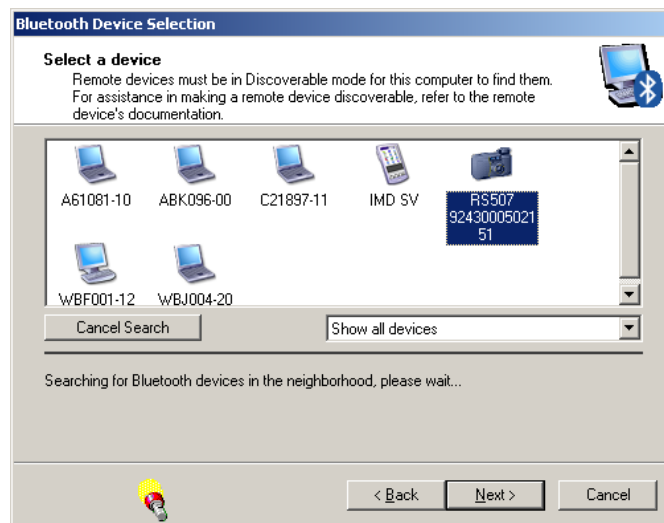 Bluetooth Device Selection
Select a device
Remote devices must be in Discoverable mode for this computer to find them.
For assistance in making a remote device discoverable, refer to the remote
device's documentation.
A61081-10 ABK096-00 C21897-11 IMD SV RS507
92430005021
51
WBF001-12 WBJ004-20
Cancel Search Show all devices
Searching for Bluetooth devices in the neighborhood, please wait...
< Back Next > Cancel